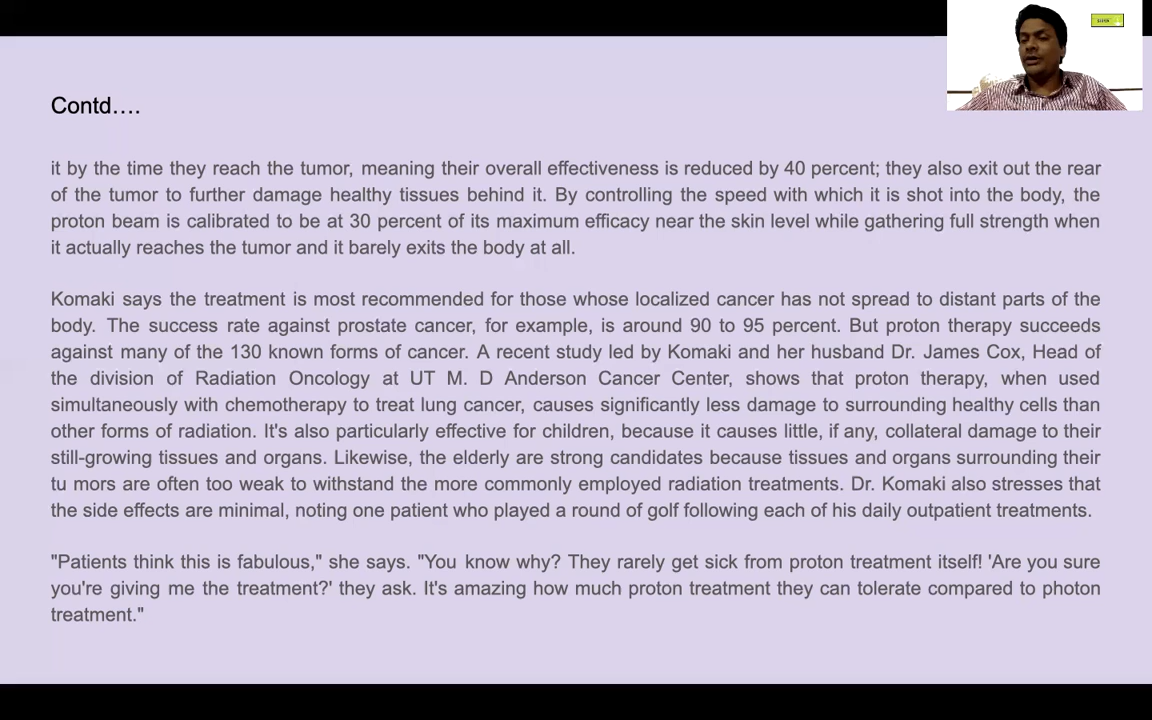 Contd….
it by the time they reach the tumor, meaning their overall effectiveness is reduced by 40 percent; they also exit out the rear
of the tumor to further damage healthy tissues behind it. By controlling the speed with which it is shot into the body, the
proton beam is calibrated to be at 30 percent of its maximum efficacy near the skin level while gathering full strength when
it actually reaches the tumor and it barely exits the body at all.
Komaki says the treatment is most recommended for those whose localized cancer has not spread to distant parts of the
body. The success rate against prostate cancer, for example, is around 90 to 95 percent. But proton therapy succeeds
against many of the 130 known forms of cancer. A recent study led by Komaki and her husband Dr. James Cox, Head of
the division of Radiation Oncology at UT M. D Anderson Cancer Center, shows that proton therapy, when used
simultaneously with chemotherapy to treat lung cancer, causes significantly less damage to surrounding healthy cells than
other forms of radiation. It's also particularly effective for children, because it causes little, if any, collateral damage to their
still-growing tissues and organs. Likewise, the elderly are strong candidates because tissues and organs surrounding their
tu mors are often too weak to withstand the more commonly employed radiation treatments. Dr. Komaki also stresses that
the side effects are minimal, noting one patient who played a round of golf following each of his daily outpatient treatments.
"Patients think this is fabulous," she says. "You know why? They rarely get sick from proton treatment itself! 'Are you sure
you're giving me the treatment?' they ask. It's amazing how much proton treatment they can tolerate compared to photon
treatment."